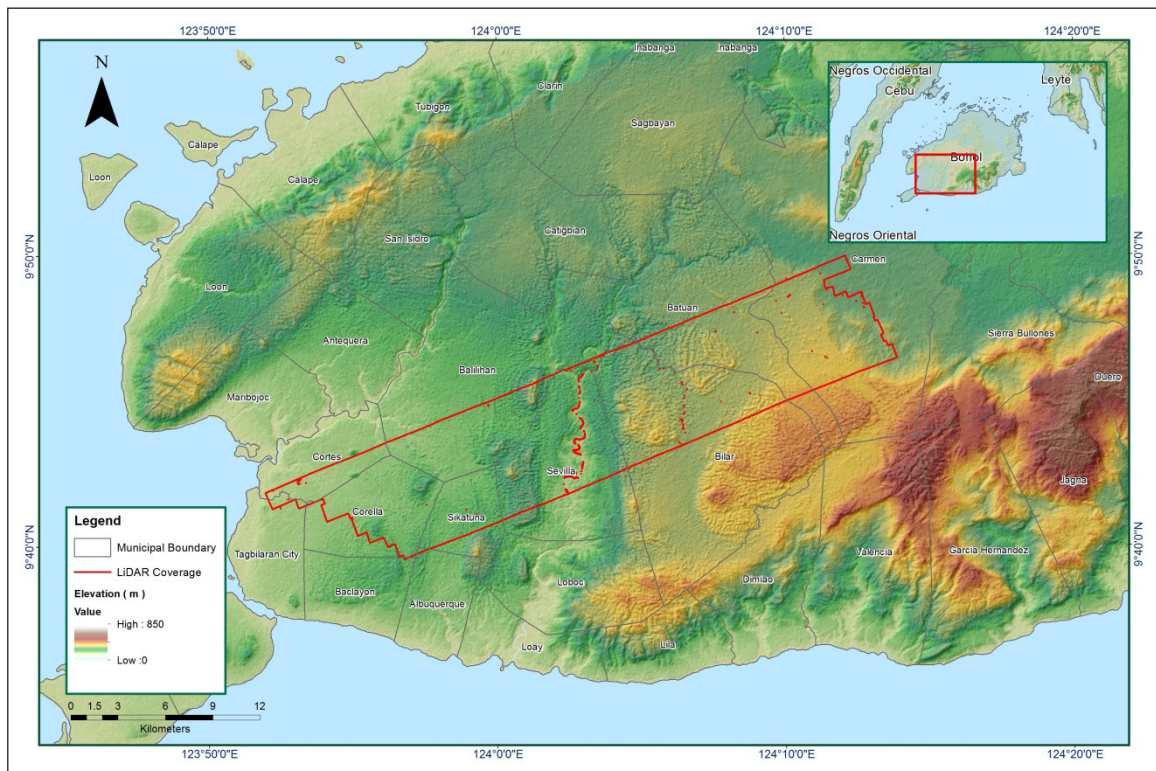 123°50'0"E
124°0'0"E
124°10'0"E
124°20'0"E
N
Inabanga
Inabanga
Clarin
Tubigon
Sagbayan
Calape
Loon
Calape
San Isidro
Catigbian
Loon
Antequera
Balilihan
Batuan
Carmen
Sierra Bullones
Duero
Maribojoc
Cortes
Sevilla
Bilar
Jagna
Corella
Sikatuna
Tagbilaran City
Baclayon
Albuquerque
Loboc
Loay
Lila
Dimiao
Valencia
Garcia Hernandez
Negros Occidental
Cebu
Leyte
Bohol
Negros Oriental
9°50'0"N
9°50'0"N
9°40'0"N
9°40'0"N
Legend
Municipal Boundary
LiDAR Coverage
Elevation ( m )
Value
High : 850
Low :0
0 1.5 3 6 9 12
Kilometers
123°50'0"E
124°0'0"E
124°10'0"E
124°20'0"E